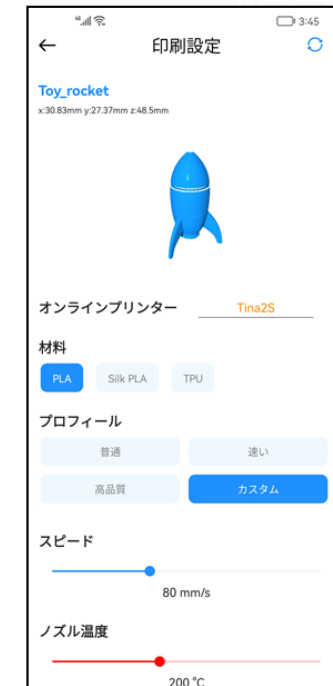 3:45
印刷設定
Toy_rocket
x:30.83mm y:27.37mm z:48.5mm
オンラインプリンター Tina2S
材料
PLA Silk PLA TPU
プロフィール
普通 速い
高品質 カスタム
スピード
80 mm/s
ノズル温度
200 ℃